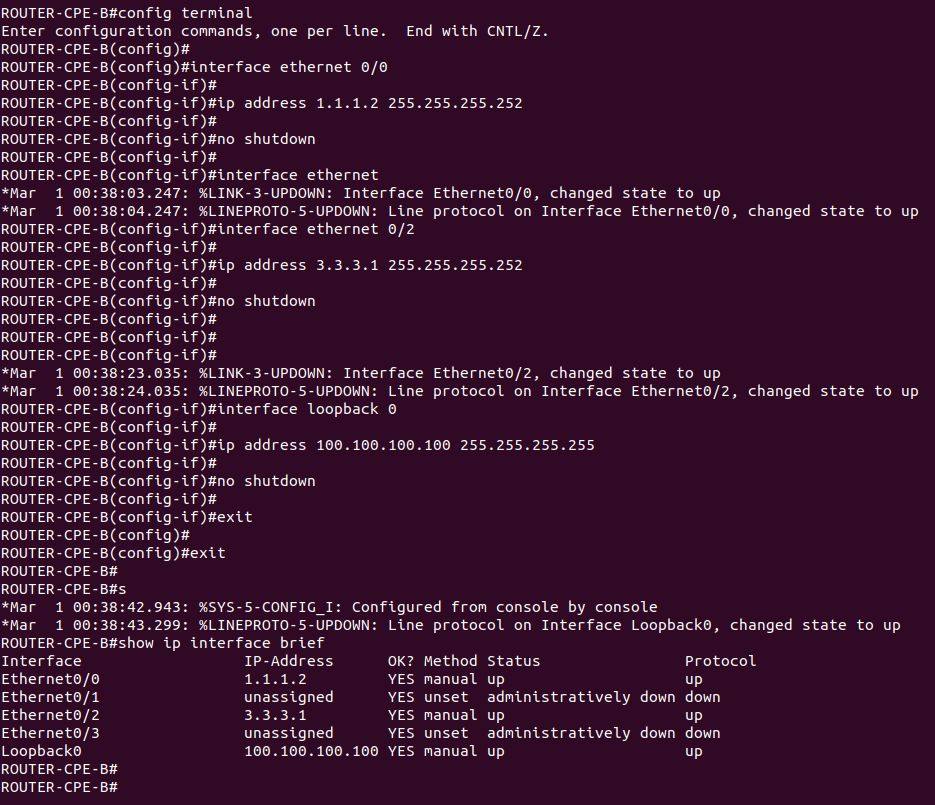 ROUTER-CPE-B#config terminal
Enter configuration commands, one per line.  End with CNTL/Z.
ROUTER-CPE-B(config)#
ROUTER-CPE-B(config)#interface ethernet 0/0
ROUTER-CPE-B(config-if)#
ROUTER-CPE-B(config-if)#ip address 1.1.1.2 255.255.255.252
ROUTER-CPE-B(config-if)#
ROUTER-CPE-B(config-if)#no shutdown
ROUTER-CPE-B(config-if)#
ROUTER-CPE-B(config-if)#interface ethernet
*Mar  1 00:38:03.247: %LINK-3-UPDOWN: Interface Ethernet0/0, changed state to up
*Mar  1 00:38:04.247: %LINEPROTO-5-UPDOWN: Line protocol on Interface Ethernet0/0, changed state to up
ROUTER-CPE-B(config-if)#interface ethernet 0/2
ROUTER-CPE-B(config-if)#
ROUTER-CPE-B(config-if)#ip address 3.3.3.1 255.255.255.252
ROUTER-CPE-B(config-if)#
ROUTER-CPE-B(config-if)#no shutdown
ROUTER-CPE-B(config-if)#
ROUTER-CPE-B(config-if)#
ROUTER-CPE-B(config-if)#
*Mar  1 00:38:23.035: %LINK-3-UPDOWN: Interface Ethernet0/2, changed state to up
*Mar  1 00:38:24.035: %LINEPROTO-5-UPDOWN: Line protocol on Interface Ethernet0/2, changed state to up
ROUTER-CPE-B(config-if)#interface loopback 0
ROUTER-CPE-B(config-if)#
ROUTER-CPE-B(config-if)#ip address 100.100.100.100 255.255.255.255
ROUTER-CPE-B(config-if)#
ROUTER-CPE-B(config-if)#no shutdown
ROUTER-CPE-B(config-if)#
ROUTER-CPE-B(config-if)#exit
ROUTER-CPE-B(config)#
ROUTER-CPE-B(config)#exit
ROUTER-CPE-B#
ROUTER-CPE-B#s
*Mar  1 00:38:42.943: %SYS-5-CONFIG_I: Configured from console by console
*Mar  1 00:38:43.299: %LINEPROTO-5-UPDOWN: Line protocol on Interface Loopback0, changed state to up
ROUTER-CPE-B#show ip interface brief
Interface                  IP-Address      OK? Method Status                Protocol
Ethernet0/0                1.1.1.2         YES manual up                    up
Ethernet0/1                unassigned      YES unset  administratively down down
Ethernet0/2                3.3.3.1         YES manual up                    up
Ethernet0/3                unassigned      YES unset  administratively down down
Loopback0                  100.100.100.100 YES manual up                    up
ROUTER-CPE-B#
ROUTER-CPE-B#